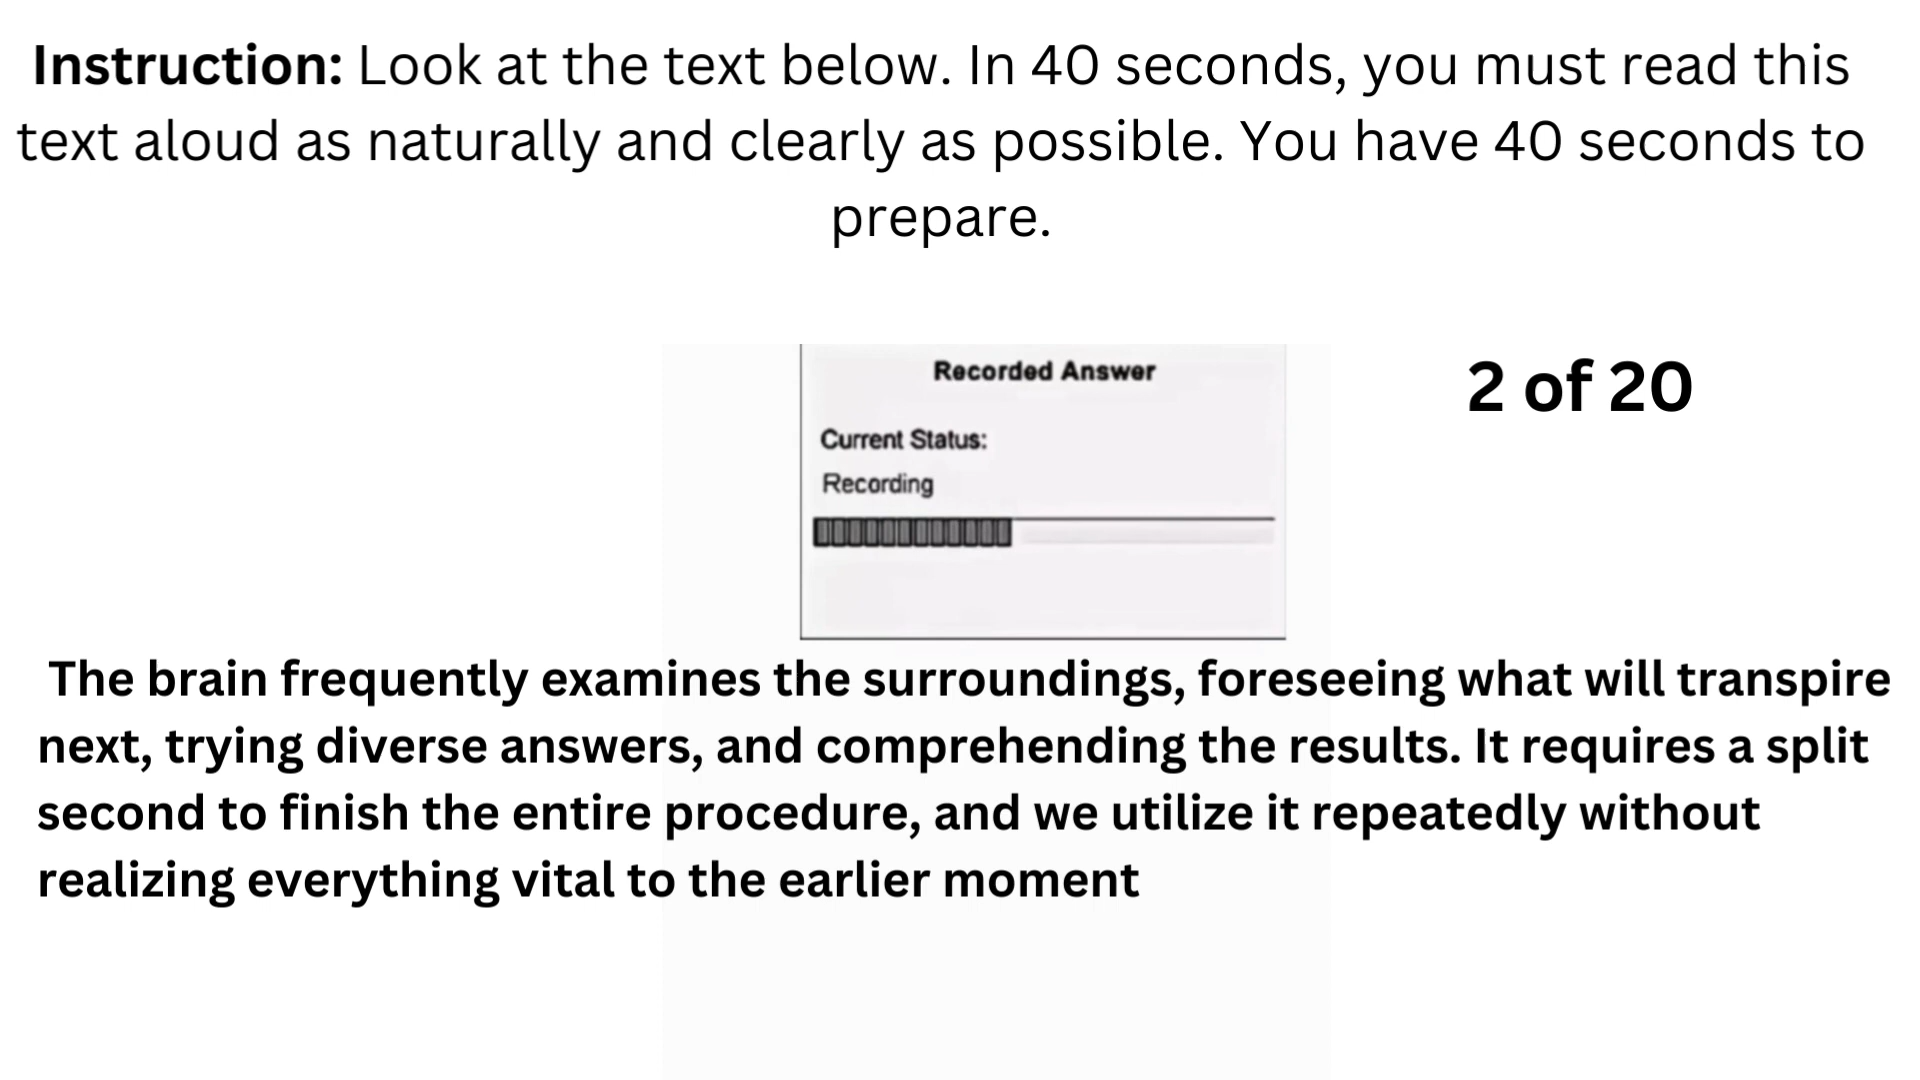 Instruction: Look at the text below. In 40 seconds, you must read this
text aloud as naturally and clearly as possible. You have 40 seconds to
prepare.
Recorded Answer
2 of 20
Current Status:
Recording
The brain frequently examines the surroundings, foreseeing what will transpire
next, trying diverse answers, and comprehending the results. It requires a split
second to finish the entire procedure, and we utilize it repeatedly without
realizing everything vital to the earlier moment